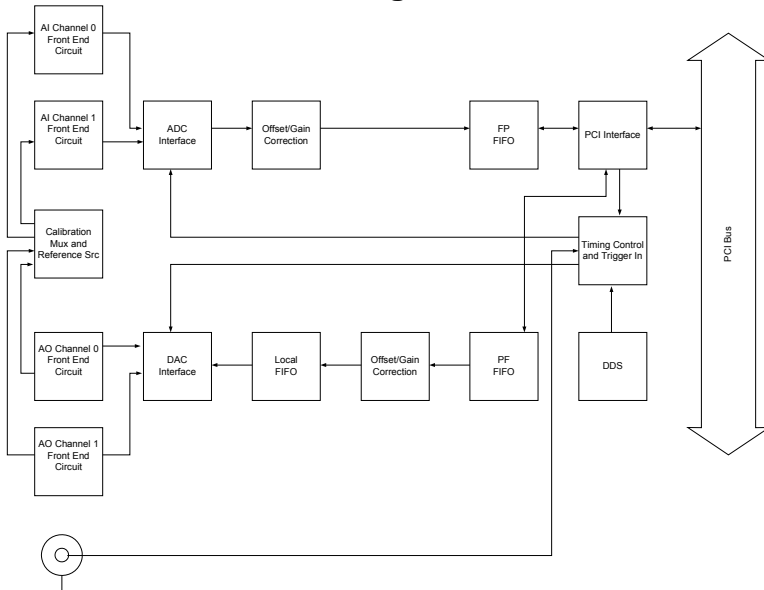 AI Channel 0
Front End
Circuit
AI Channel 1
Front End
Circuit
ADC
Interface
Offset/Gain
Correction
FP
FIFO
PCI Interface
Calibration
Mux and
Reference Src
Timing Control
and Trigger In
PCI Bus
AO Channel 0
Front End
Circuit
DAC
Interface
Local
FIFO
Offset/Gain
Correction
PF
FIFO
DDS
AO Channel 1
Front End
Circuit